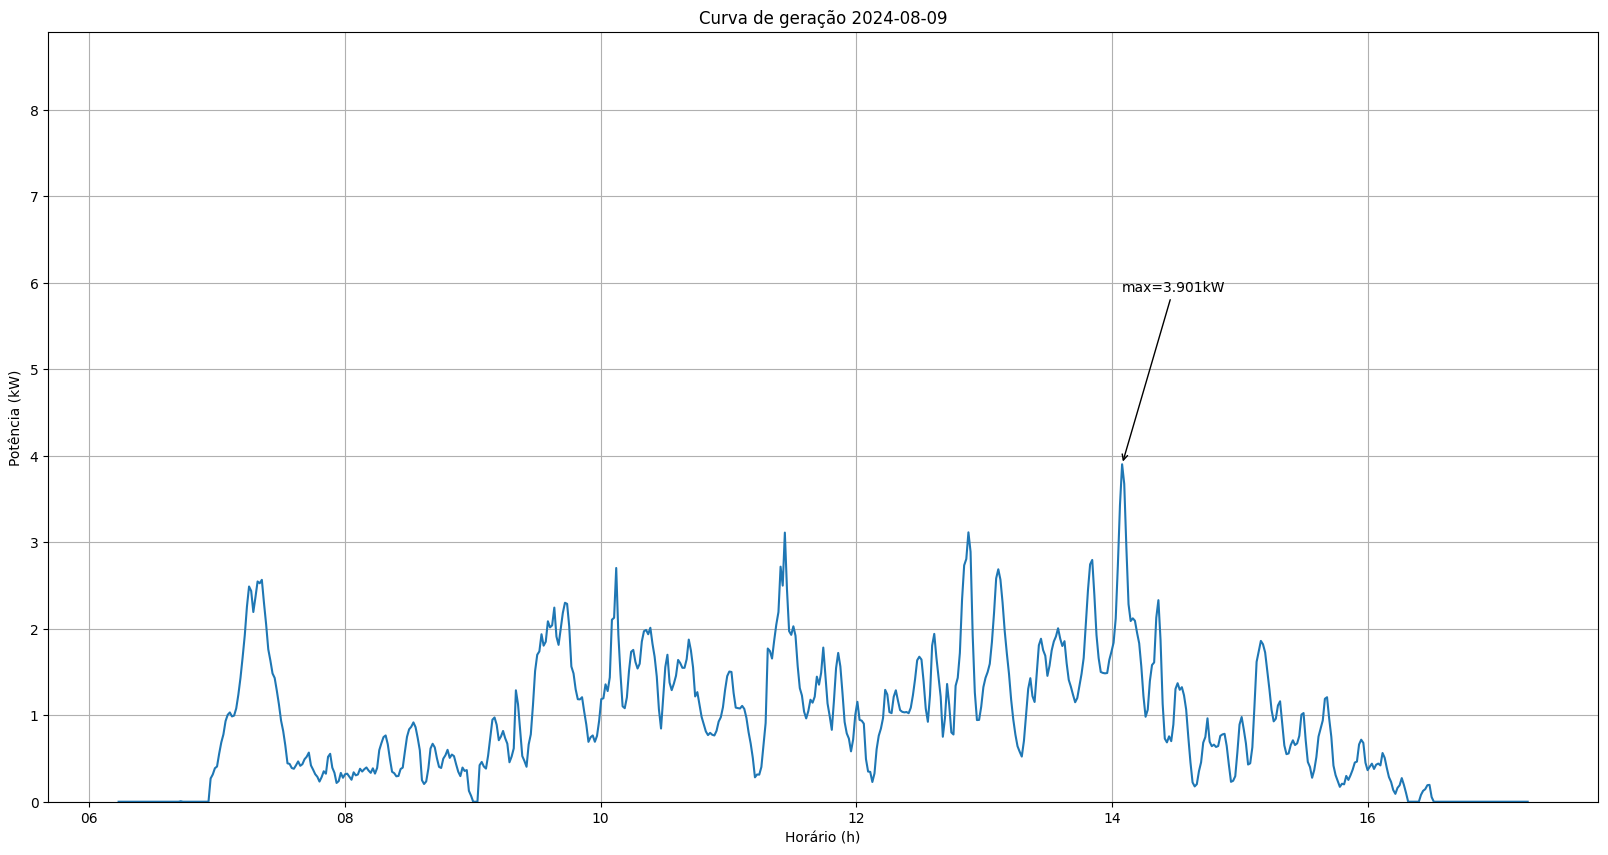 Curva de geração 2024-08-09
Potência (kW)
8
7
6
5
4
3
2
1
0
max=3.901kW
06 08 10 12 14 16
Horário (h)